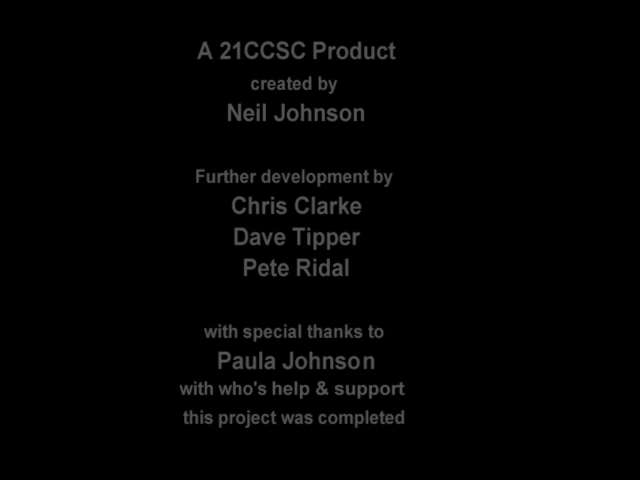 A 21CCSC Product
created by
Neil Johnson
Further development by
Chris Clarke
Dave Tipper
Pete Ridal
with special thanks to
Paula Johnson
with who's help & support
this project was completed